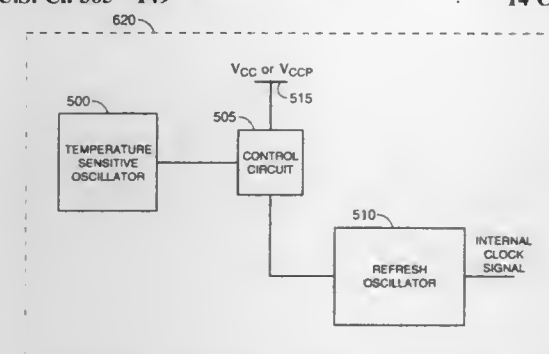 620
VCC or VCCP
515
500
505
TEMPERATURE
SENSITIVE
OSCILLATOR
CONTROL
CIRCUIT
510
REFRESH
OSCILLATOR
INTERNAL
CLOCK
SIGNAL